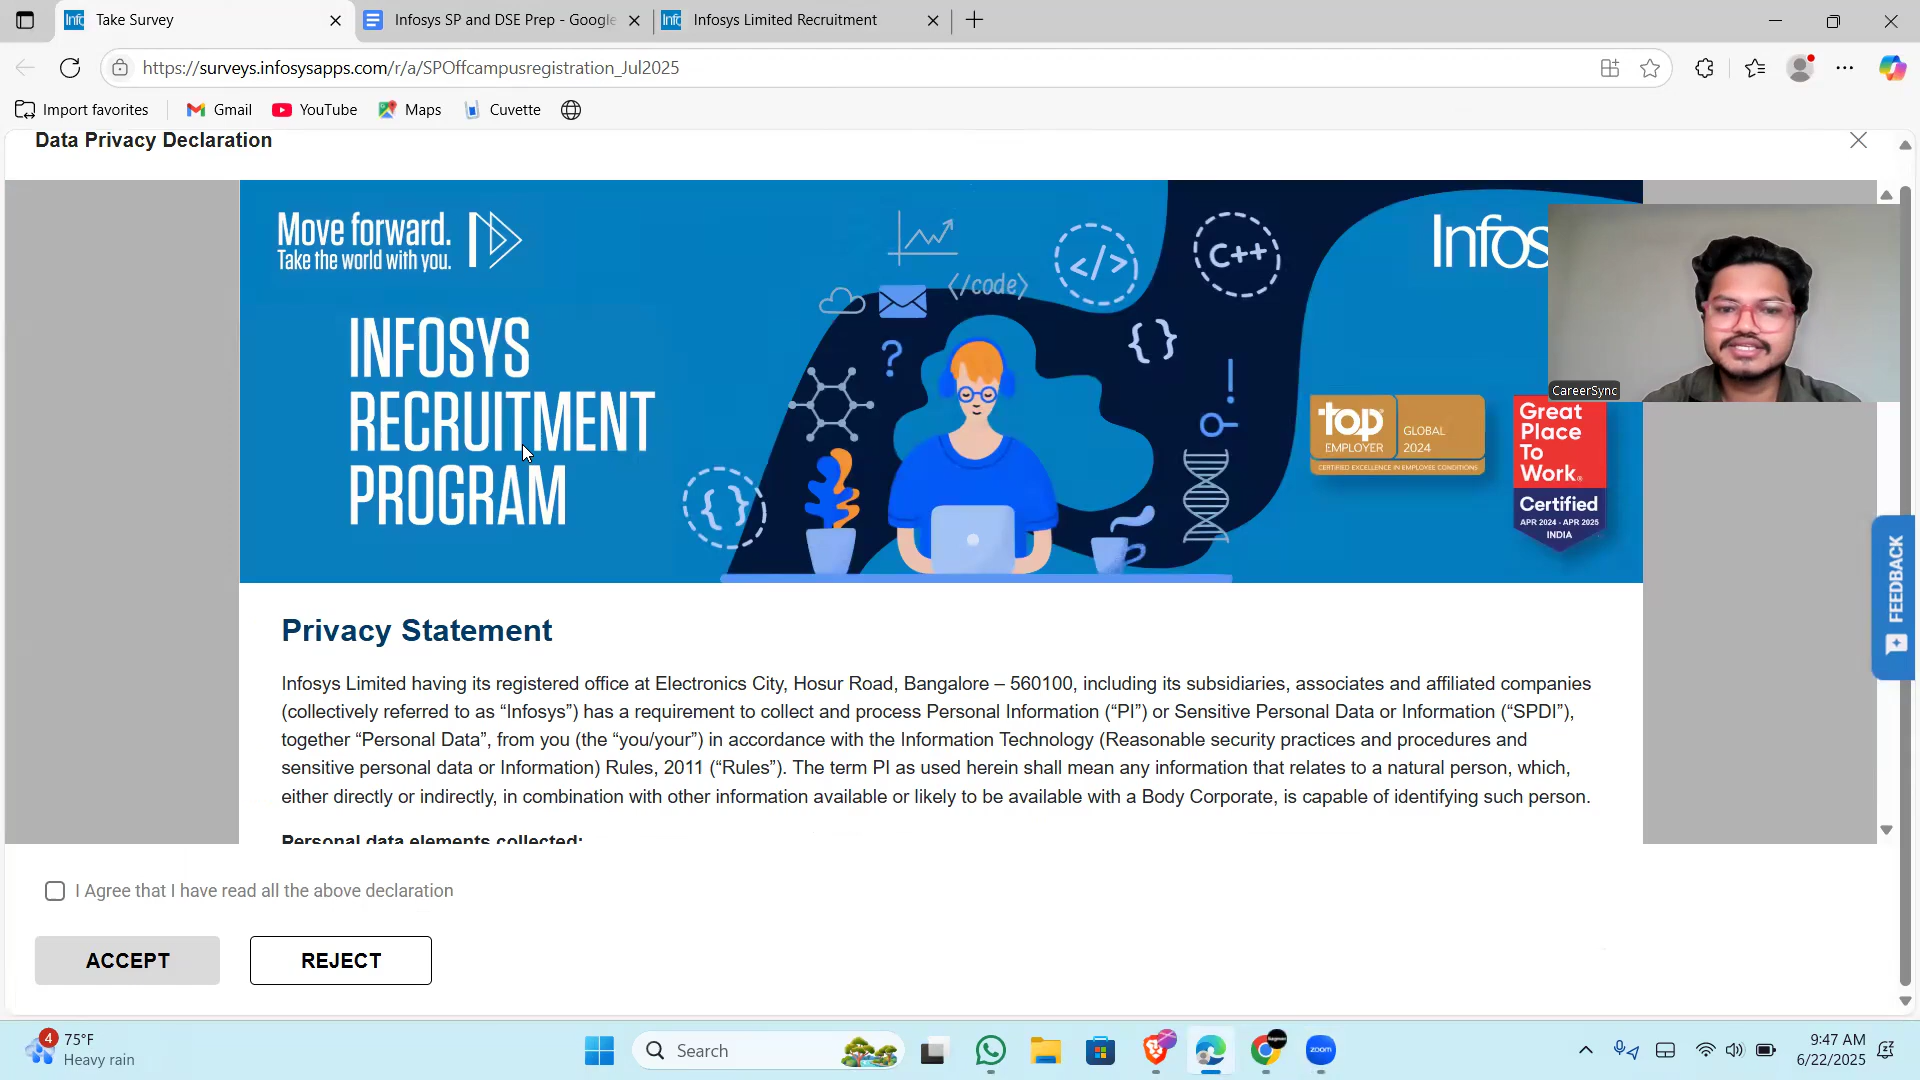 Take Survey
Infosys SP and DSE Prep - Google
Infosys Limited Recruitment
https://surveys.infosysapps.com/r/a/SPOffcampusregistration_Jul2025
Import favorites
Gmail
YouTube
Maps
Cuvette
Data Privacy Declaration
Move forward.
Take the world with you.
INFOSYS
RECRUITMENT
PROGRAM
</code>
</>
C++
{ }
?
!
{ }
Infos
top
EMPLOYER
GLOBAL
2024
CERTIFIED EXCELLENCE IN EMPLOYEE CONDITIONS
CareerSync
Great
Place
To
Work.
Certified
APR 2024 - APR 2025
INDIA
FEEDBACK
Privacy Statement
Infosys Limited having its registered office at Electronics City, Hosur Road, Bangalore – 560100, including its subsidiaries, associates and affiliated companies
(collectively referred to as “Infosys”) has a requirement to collect and process Personal Information (“PI”) or Sensitive Personal Data or Information (“SPDI”),
together “Personal Data”, from you (the “you/your”) in accordance with the Information Technology (Reasonable security practices and procedures and
sensitive personal data or Information) Rules, 2011 (“Rules”). The term PI as used herein shall mean any information that relates to a natural person, which,
either directly or indirectly, in combination with other information available or likely to be available with a Body Corporate, is capable of identifying such person.
Personal data elements collected:
I Agree that I have read all the above declaration
ACCEPT
REJECT
4
75°F
Heavy rain
Search
zoom
9:47 AM
6/22/2025